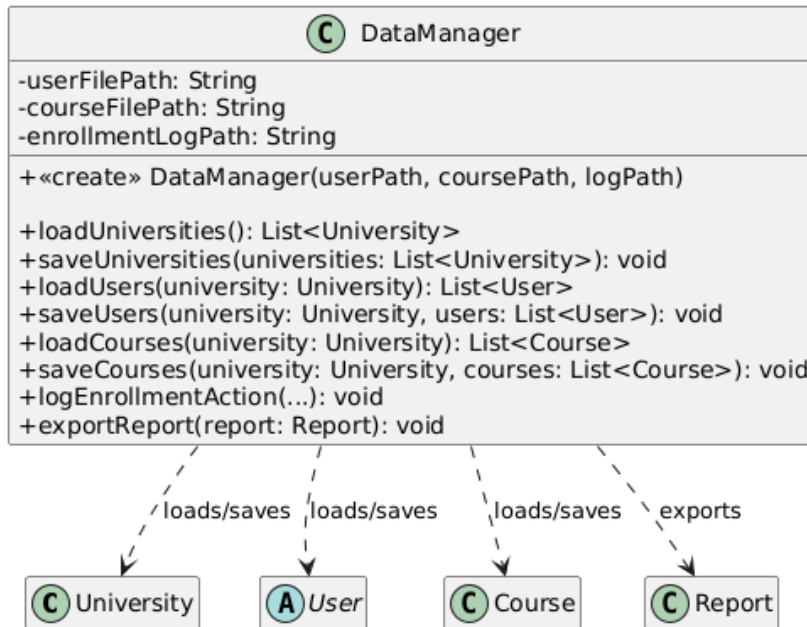 C DataManager
-userFilePath: String
-courseFilePath: String
-enrollmentLogPath: String
+«create» DataManager(userPath, coursePath, logPath)
+loadUniversities(): List<University>
+saveUniversities(universities: List<University>): void
+loadUsers(university: University): List<User>
+saveUsers(university: University, users: List<User>): void
+loadCourses(university: University): List<Course>
+saveCourses(university: University, courses: List<Course>): void
+logEnrollmentAction(...): void
+exportReport(report: Report): void
loads/saves loads/saves loads/saves exports
C University A User C Course C Report